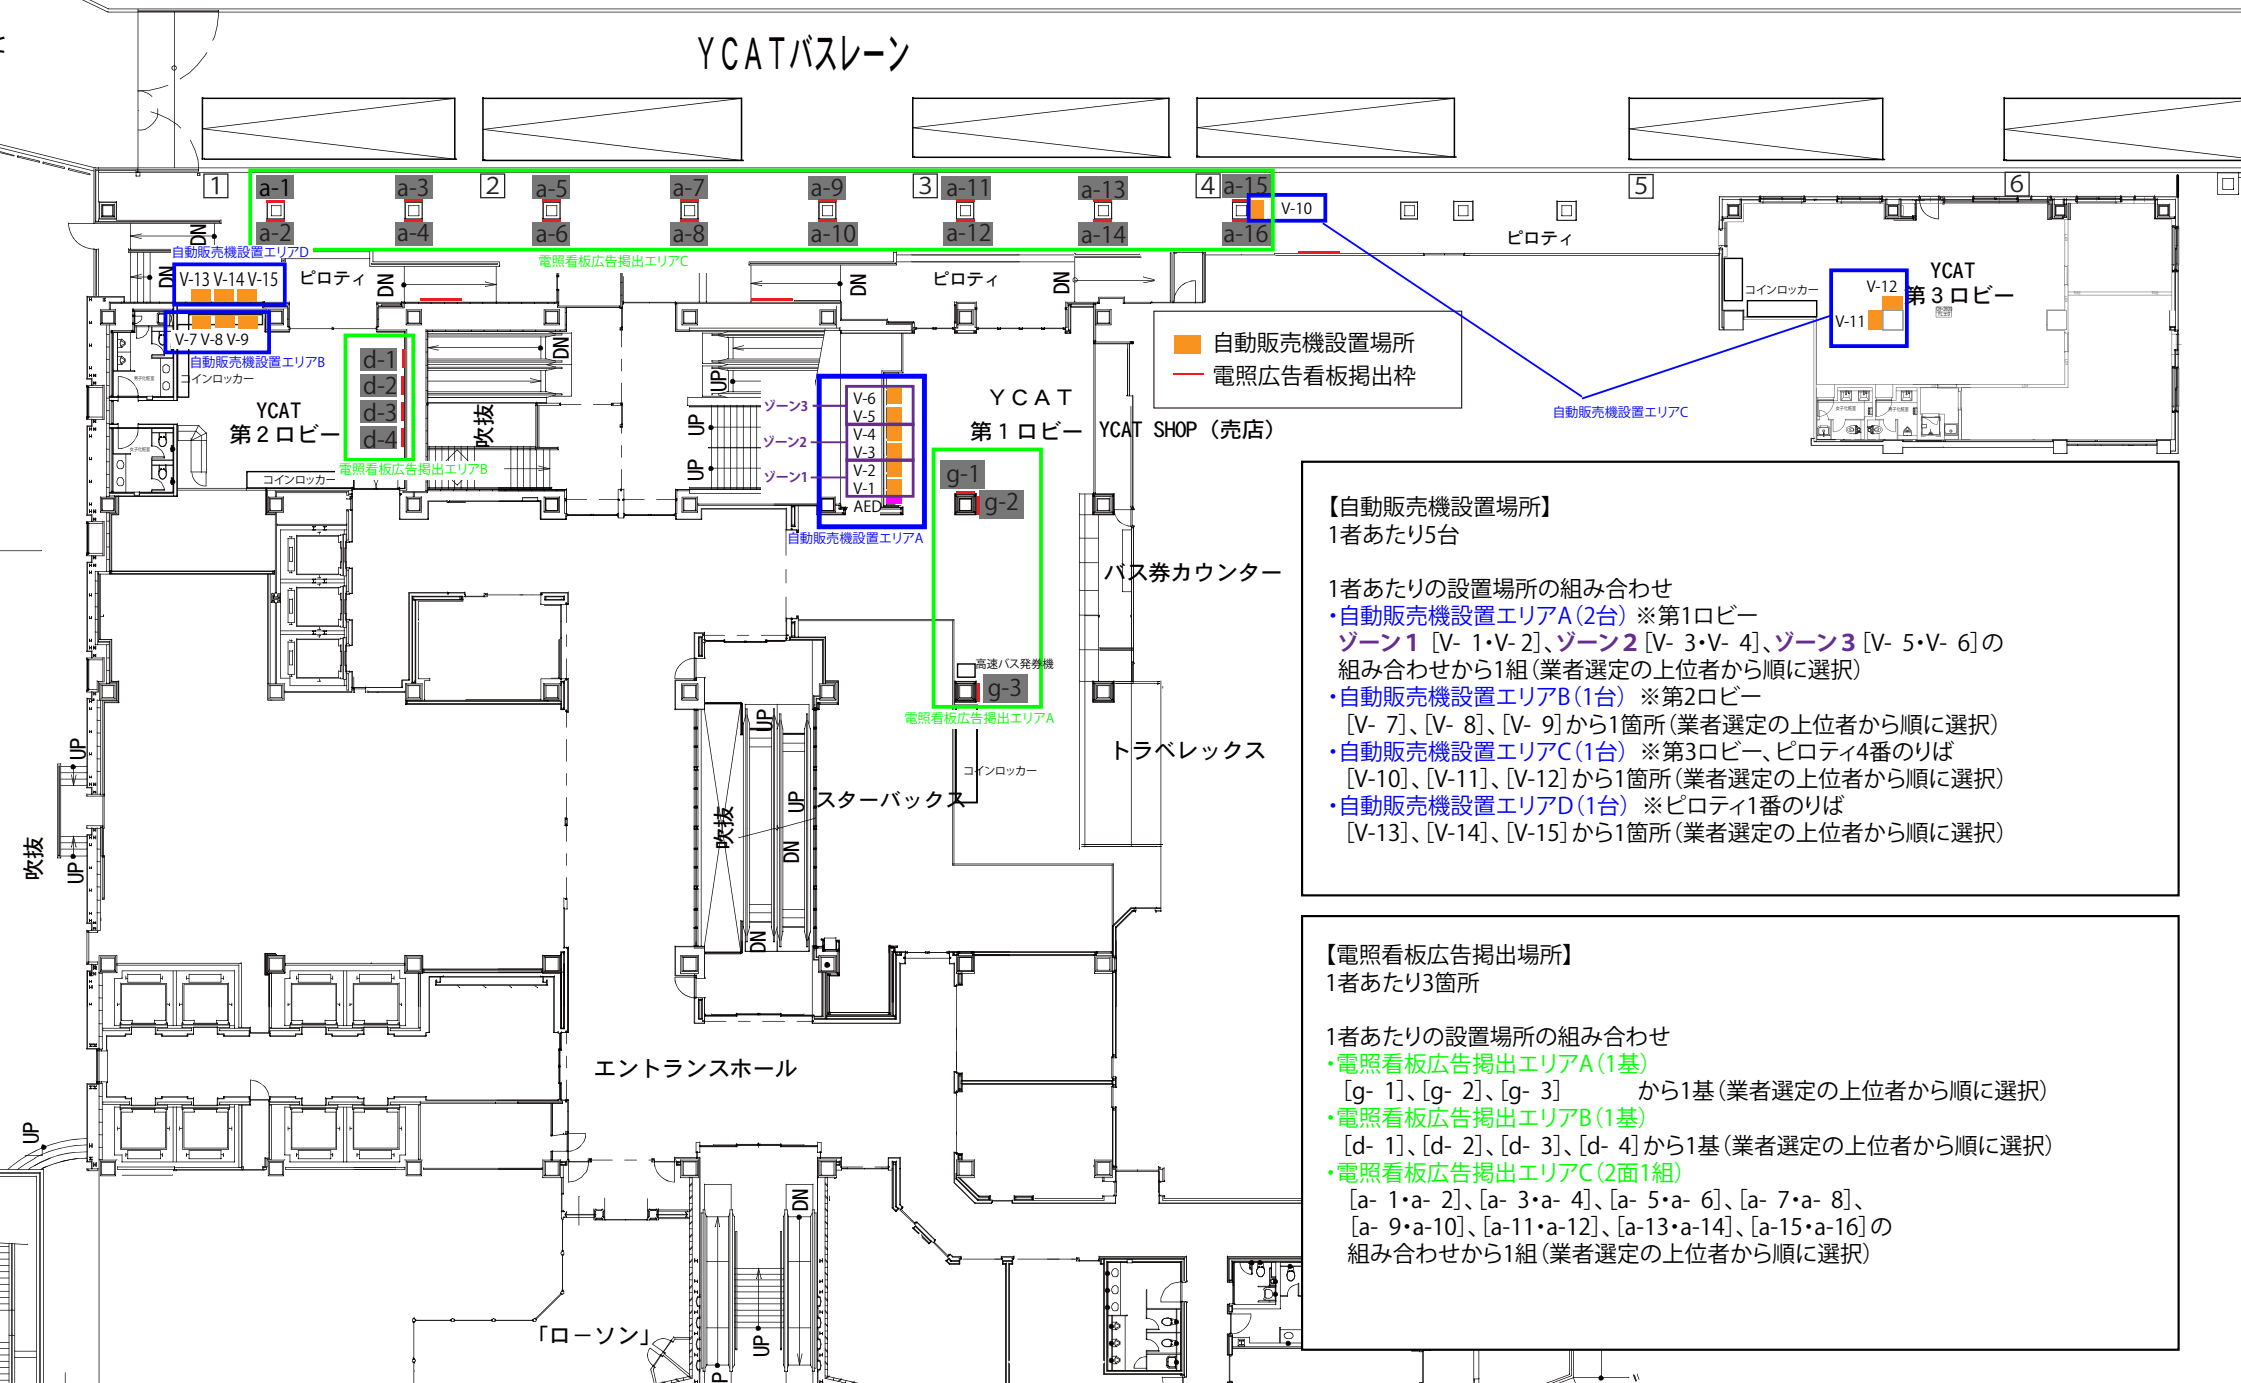 YCATバスレーン
1
a-1
a-3
2
a-5
a-7
a-9
3
a-11
a-13
4
a-15
5
6
V-10
a-2
a-4
a-6
a-8
a-10
a-12
a-14
a-16
DN
自動販売機設置エリアD
電照看板広告掲出エリアC
ピロティ
V-13 V-14 V-15
DN
ピロティ
DN
DN
ピロティ
DN
V-7 V-8 V-9
自動販売機設置エリアB
コインロッカー
YCAT
第2ロビー
コインロッカー
d-1
d-2
d-3
d-4
電照看板広告掲出エリアB
DN
吹抜
UP
UP
UP
ゾーン3
ゾーン2
ゾーン1
V-6
V-5
V-4
V-3
V-2
V-1
AED
自動販売機設置エリアA
YCAT
第1ロビー
YCAT SHOP (売店)
自動販売機設置場所
電照広告看板掲出枠
コインロッカー
YCAT
第3ロビー
V-12
V-11
自動販売機設置エリアC
g-1
g-2
バス券カウンター
高速バス発券機
g-3
電照看板広告掲出エリアA
トラベレックス
コインロッカー
スターバックス
UP
UP
吹抜
DN
DN
UP
UP
吹抜
エントランスホール
UP
DN
UP
「ローソン」
【自動販売機設置場所】
1者あたり5台
1者あたりの設置場所の組み合わせ
・自動販売機設置エリアA(2台) ※第1ロビー
ゾーン1 [V- 1・V- 2]、ゾーン2 [V- 3・V- 4]、ゾーン3 [V- 5・V- 6]の
組み合わせから1組(業者選定の上位者から順に選択)
・自動販売機設置エリアB(1台) ※第2ロビー
[V- 7]、[V- 8]、[V- 9]から1箇所(業者選定の上位者から順に選択)
・自動販売機設置エリアC(1台) ※第3ロビー、ピロティ4番のりば
[V-10]、[V-11]、[V-12]から1箇所(業者選定の上位者から順に選択)
・自動販売機設置エリアD(1台) ※ピロティ1番のりば
[V-13]、[V-14]、[V-15]から1箇所(業者選定の上位者から順に選択)
【電照看板広告掲出場所】
1者あたり3箇所
1者あたりの設置場所の組み合わせ
・電照看板広告掲出エリアA(1基)
[g- 1]、[g- 2]、[g- 3] から1基(業者選定の上位者から順に選択)
・電照看板広告掲出エリアB(1基)
[d- 1]、[d- 2]、[d- 3]、[d- 4]から1基(業者選定の上位者から順に選択)
・電照看板広告掲出エリアC(2面1組)
[a- 1・a- 2]、[a- 3・a- 4]、[a- 5・a- 6]、[a- 7・a- 8]、
[a- 9・a-10]、[a-11・a-12]、[a-13・a-14]、[a-15・a-16]の
組み合わせから1組(業者選定の上位者から順に選択)